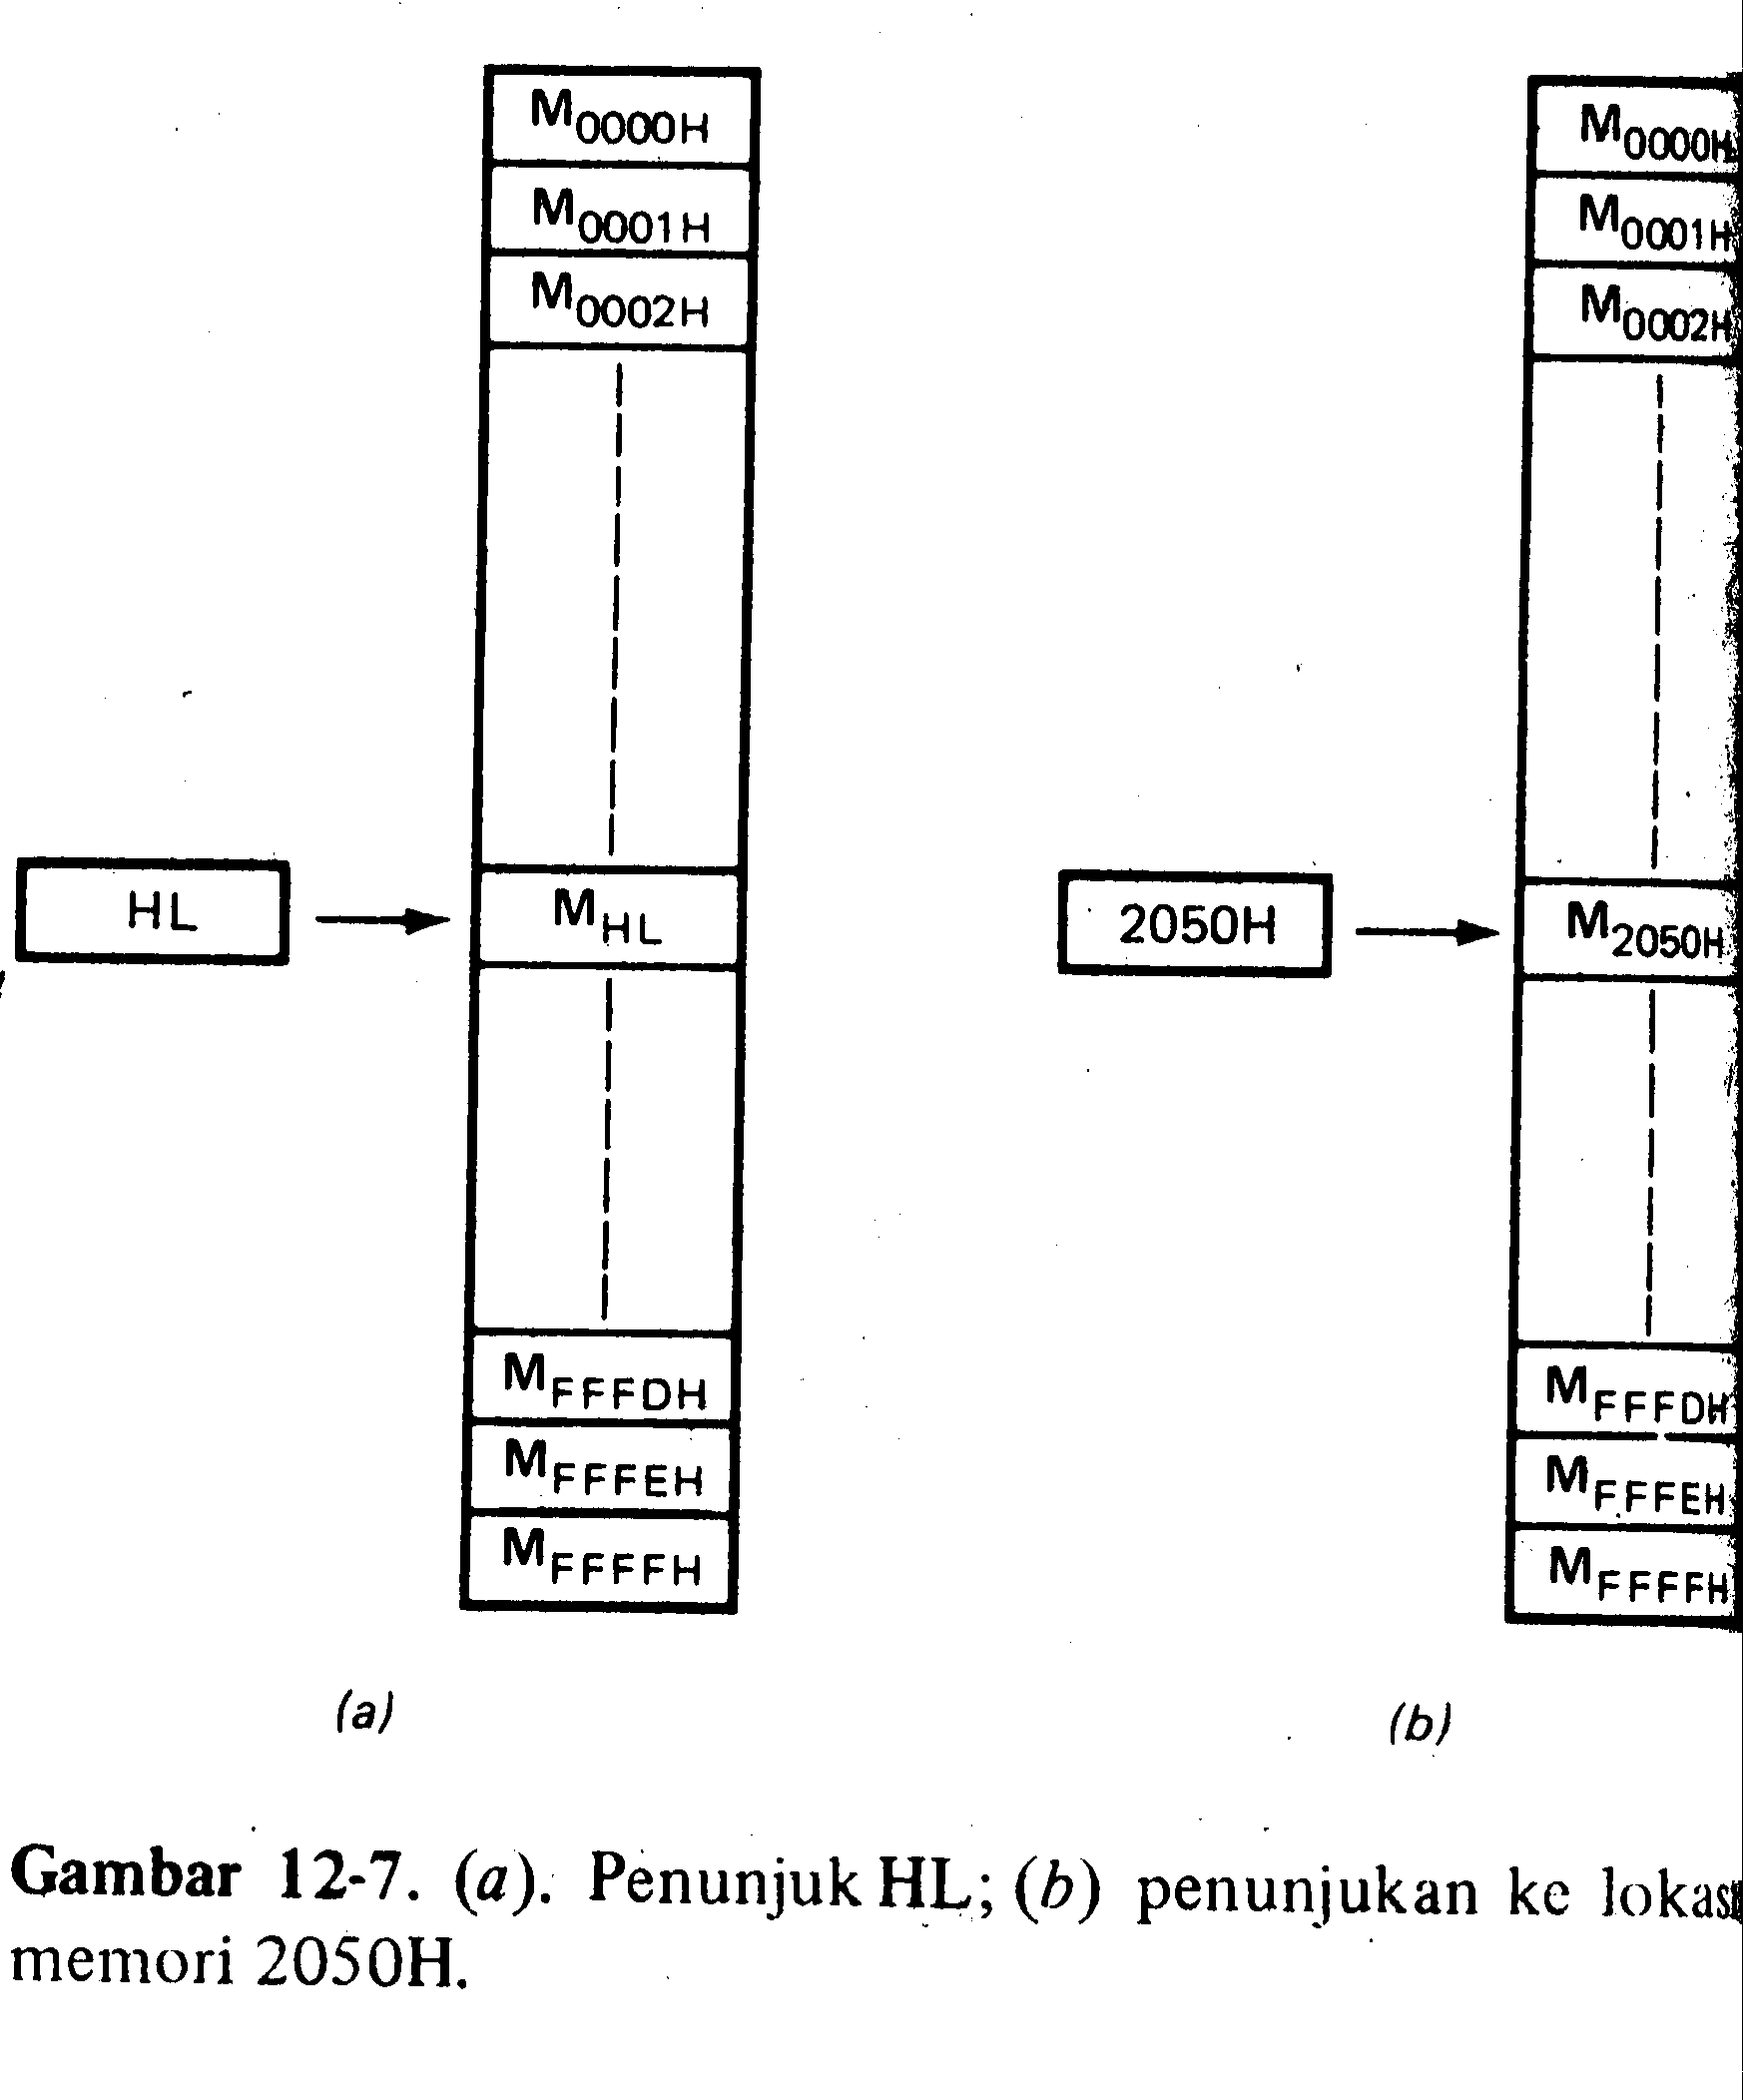 M0000H
M0001H
M0002H
HL
MHL
MFFFDH
MFFFEH
MFFFFH
(a)
M0000H
M0001H
M0002H
2050H
M2050H
MFFFDH
MFFFEH
MFFFFH
(b)
Gambar 12-7. (a). Penunjuk HL; (b) penunjukan ke lokasi
memori 2050H.